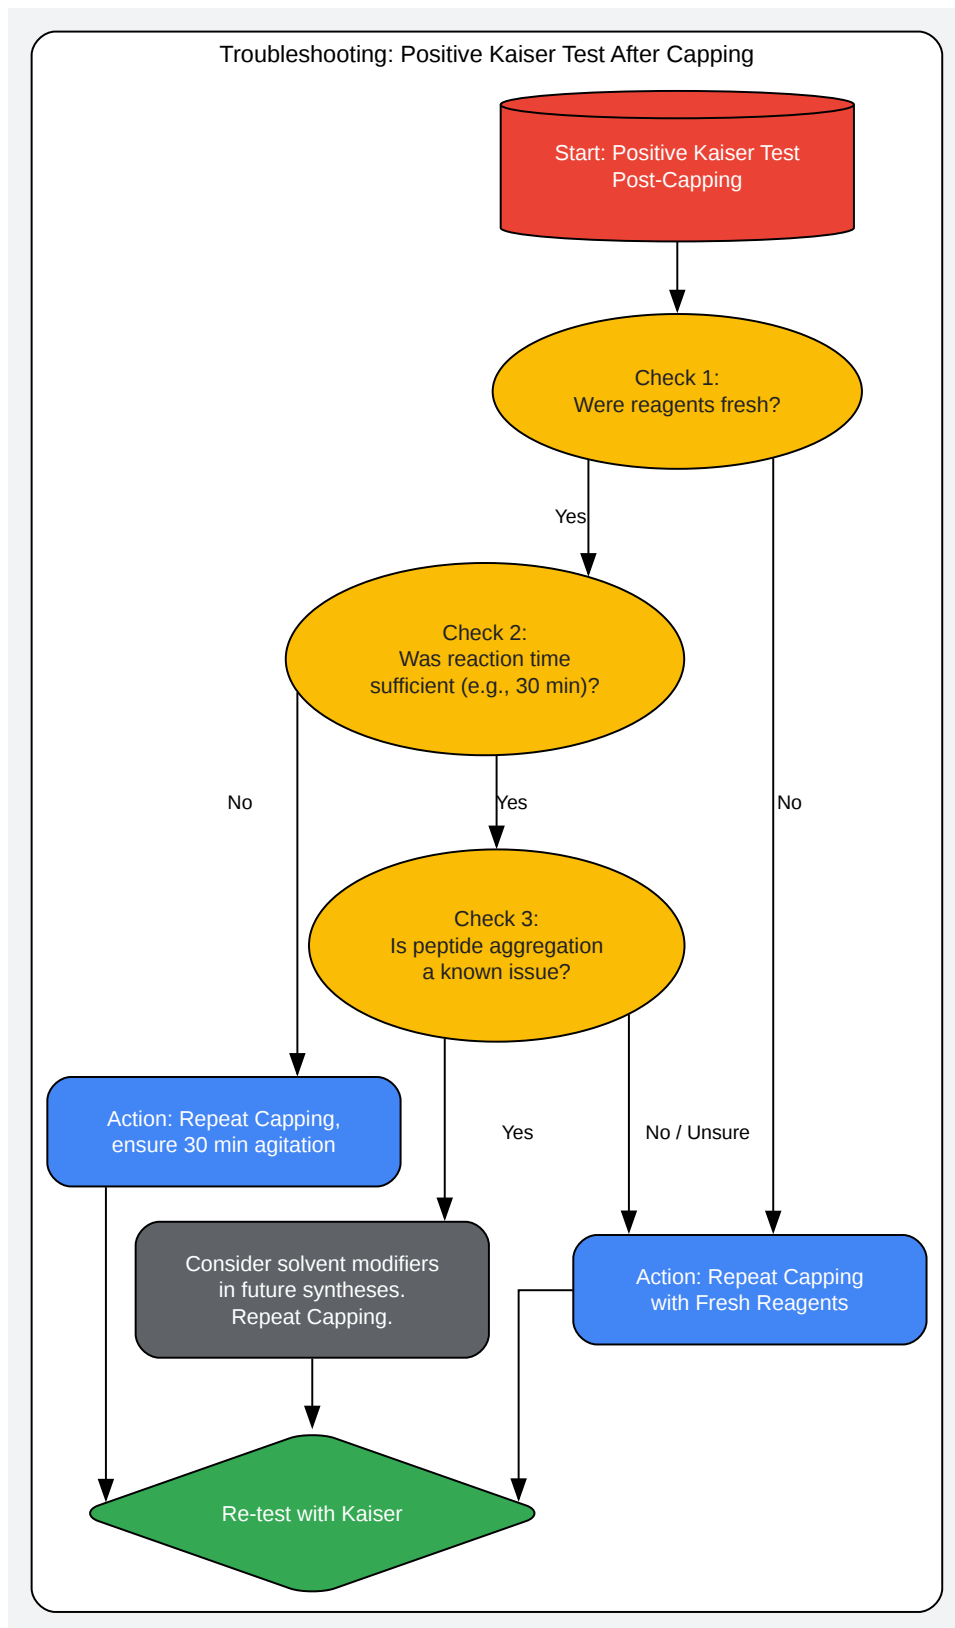 Troubleshooting: Positive Kaiser Test After Capping
Start: Positive Kaiser Test
Post-Capping
Check 1:
Were reagents fresh?
Yes
Check 2:
Was reaction time
sufficient (e.g., 30 min)?
No
Yes
No
Check 3:
Is peptide aggregation
a known issue?
Action: Repeat Capping,
ensure 30 min agitation
Yes
No / Unsure
Consider solvent modifiers
in future syntheses.
Repeat Capping.
Action: Repeat Capping
with Fresh Reagents
Re-test with Kaiser